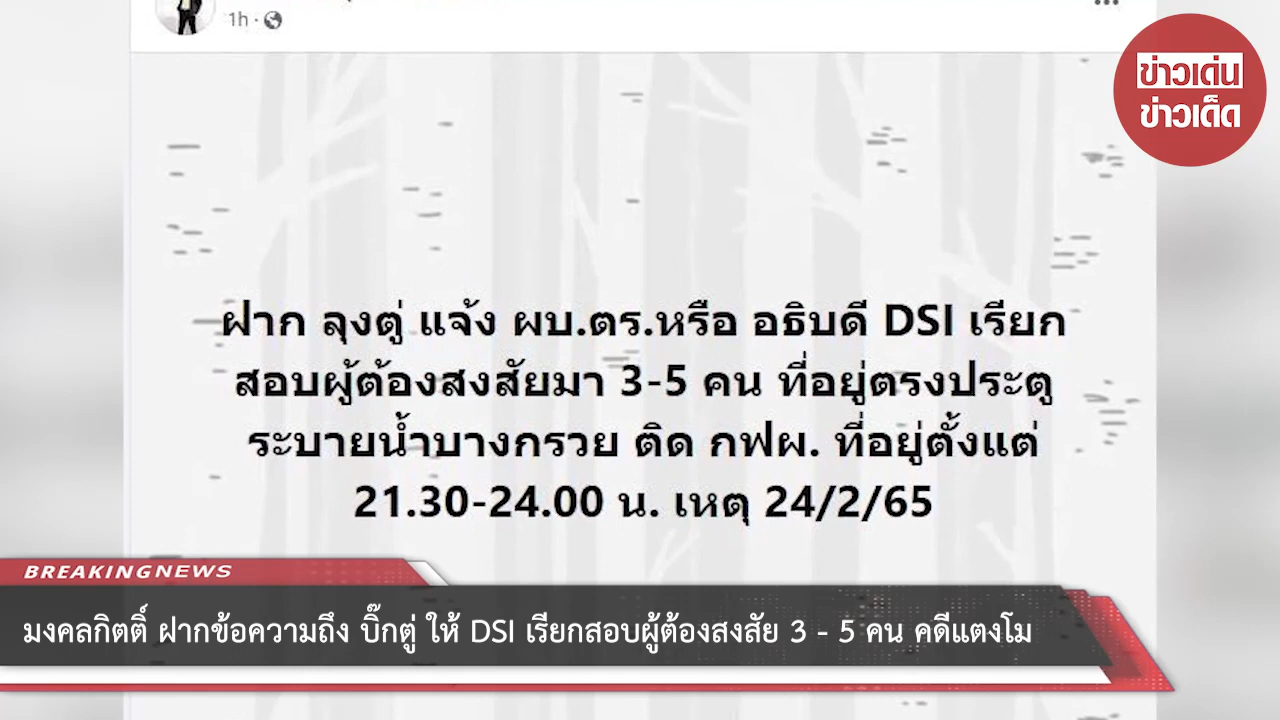 1h
ข่าวเด่น
ข่าวเด็ด
ฝาก ลุงตู่ แจ้ง ผบ.ตร.หรือ อธิบดี DSI เรียก
สอบผู้ต้องสงสัยมา 3-5 คน ที่อยู่ตรงประตู
ระบายน้ำบางกรวย ติด กฟผ. ที่อยู่ตั้งแต่
21.30-24.00 น. เหตุ 24/2/65
BREAKINGNEWS
มงคลกิตติ์ ฝากข้อความถึง บิ๊กตู่ ให้ DSI เรียกสอบผู้ต้องสงสัย 3 - 5 คน คดีแตงโม